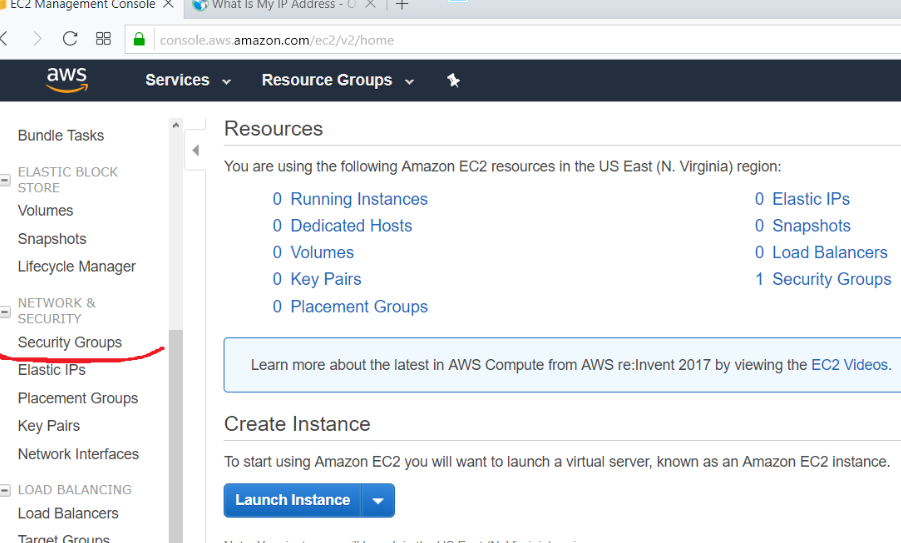 EC2 Management Console
What Is My IP Address -
console.aws.amazon.com/ec2/v2/home
aws
Services
Resource Groups
Bundle Tasks
ELASTIC BLOCK
STORE
Volumes
Snapshots
Lifecycle Manager
NETWORK &
SECURITY
Security Groups
Elastic IPs
Placement Groups
Key Pairs
Network Interfaces
LOAD BALANCING
Load Balancers
Target Groups
Resources
You are using the following Amazon EC2 resources in the US East (N. Virginia) region:
0 Running Instances
0 Dedicated Hosts
0 Volumes
0 Key Pairs
0 Placement Groups
0 Elastic IPs
0 Snapshots
0 Load Balancers
1 Security Groups
Learn more about the latest in AWS Compute from AWS re:Invent 2017 by viewing the EC2 Videos.
Create Instance
To start using Amazon EC2 you will want to launch a virtual server, known as an Amazon EC2 instance.
Launch Instance